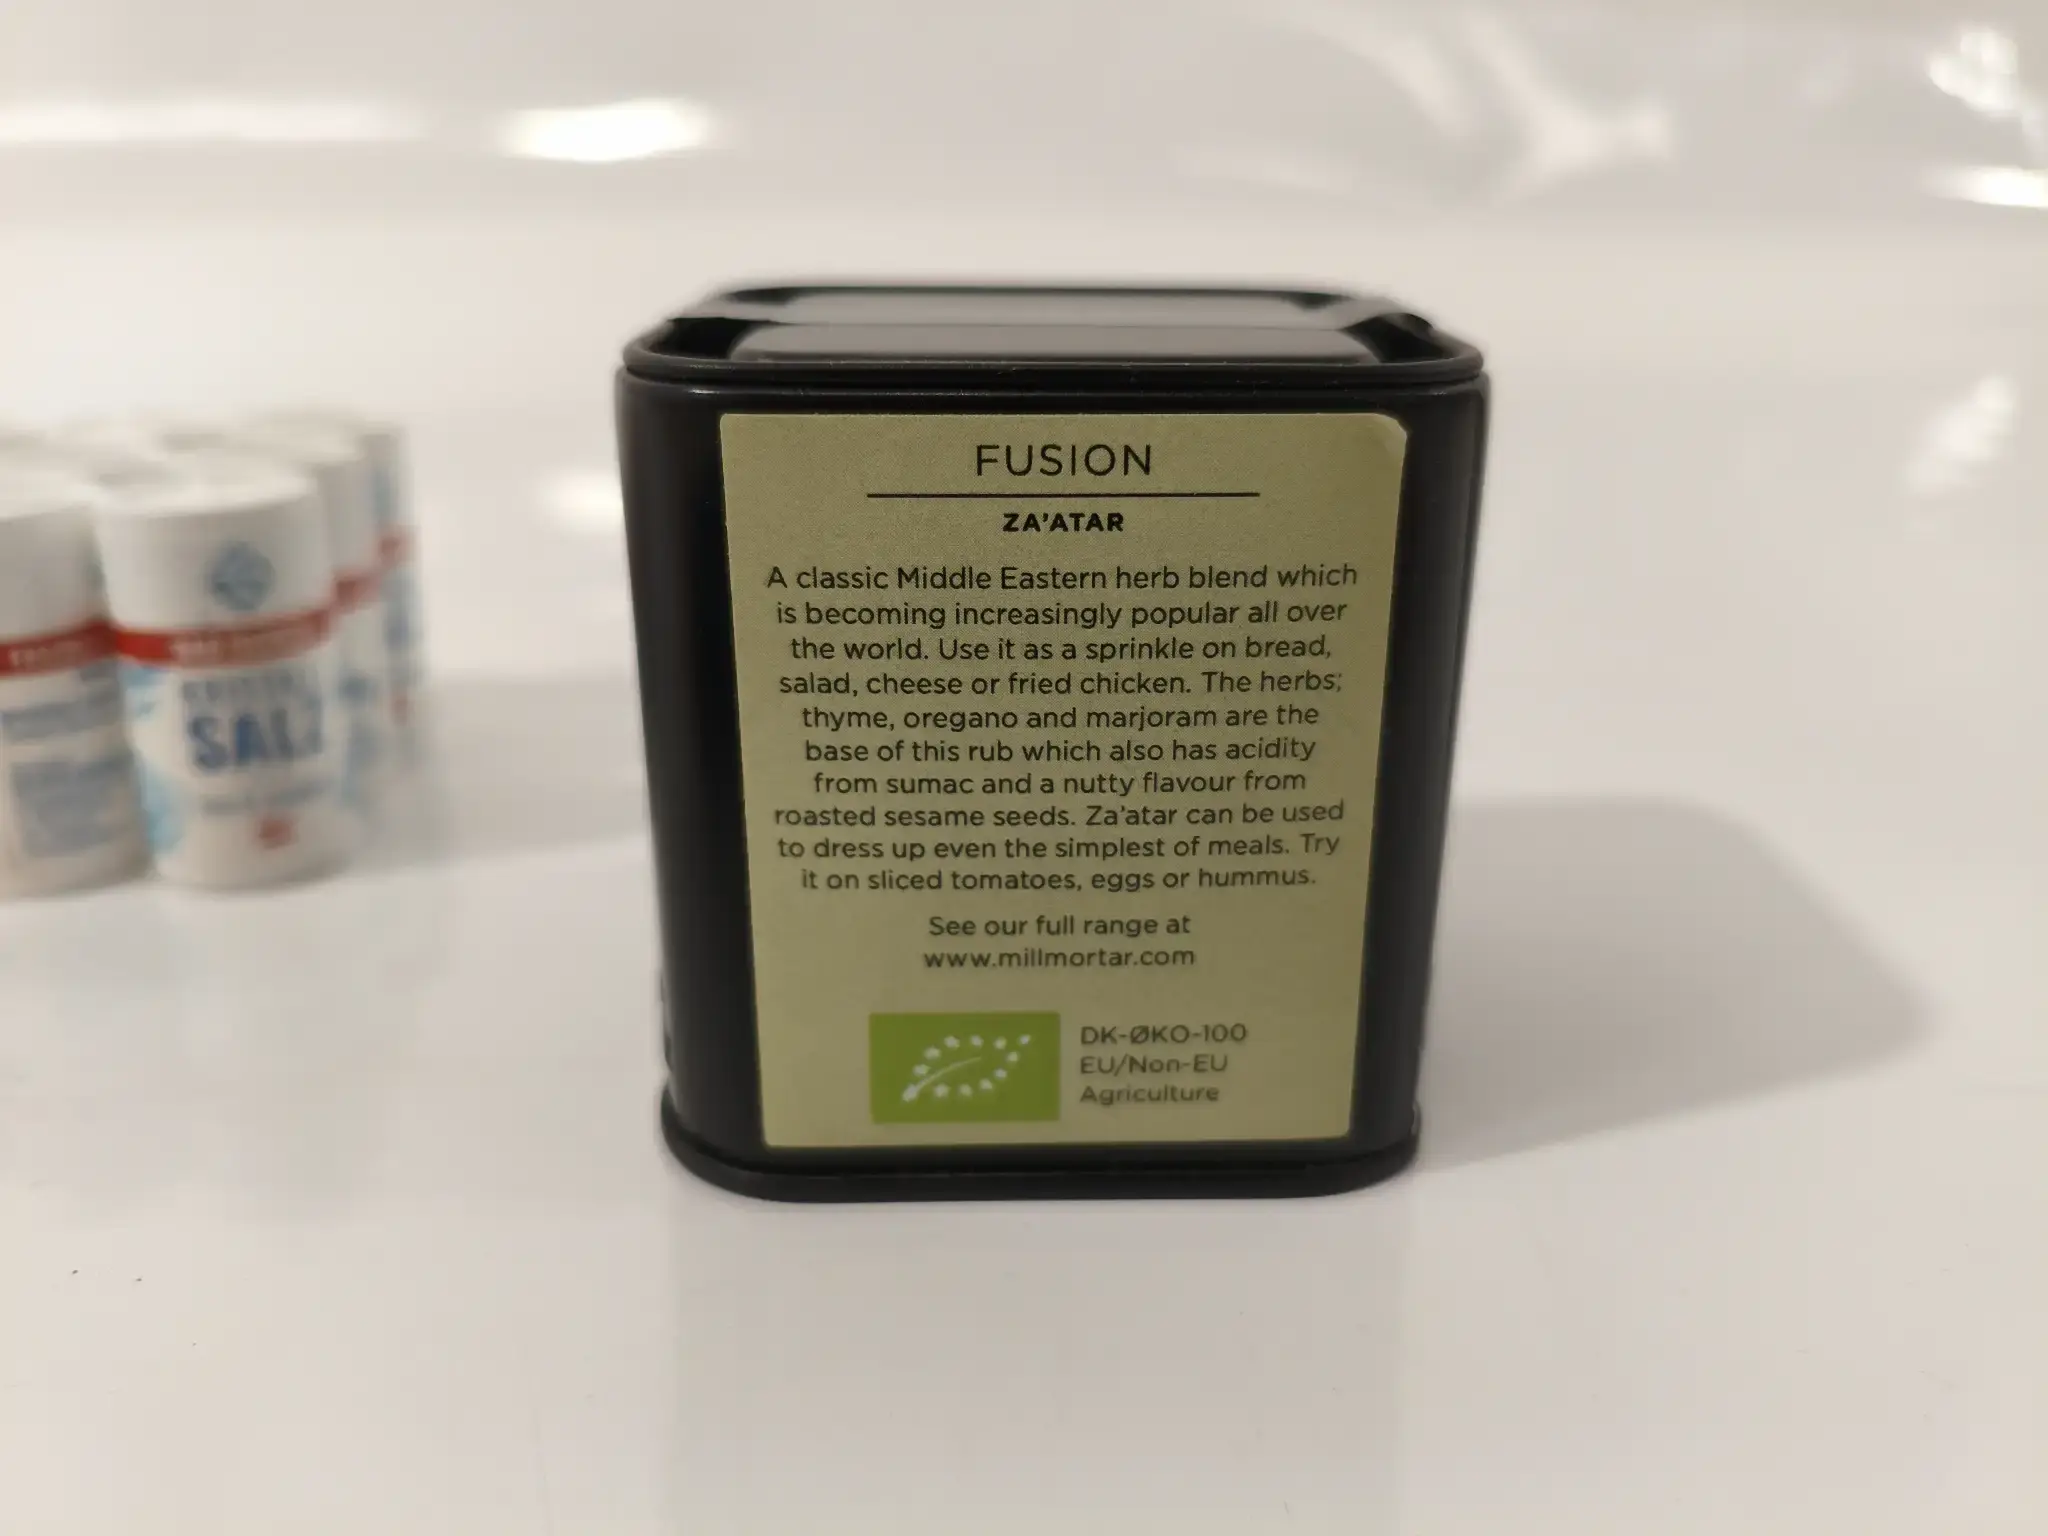 FUSION
ZA'ATAR
A classic Middle Eastern herb blend which
is becoming increasingly popular all over
the world. Use it as a sprinkle on bread,
salad, cheese or fried chicken. The herbs;
thyme, oregano and marjoram are the
base of this rub which also has acidity
from sumac and a nutty flavour from
roasted sesame seeds. Za'atar can be used
to dress up even the simplest of meals. Try
it on sliced tomatoes, eggs or hummus.
See our full range at
www.millmortar.com
DK-ØKO-100
EU/Non-EU
Agriculture
SALZ